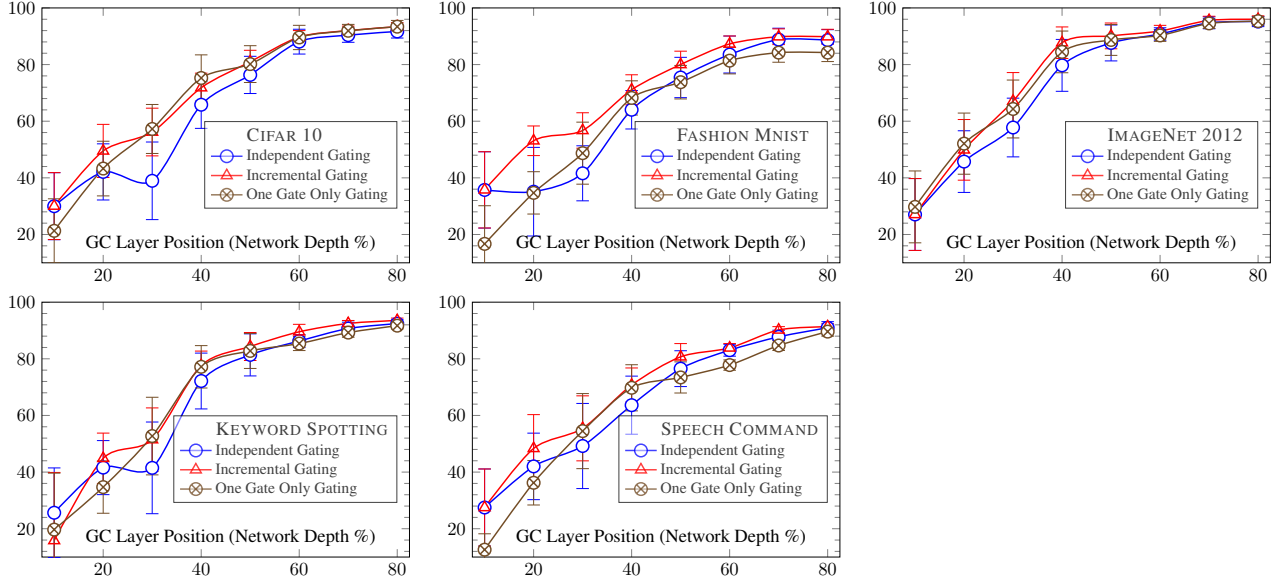 100
80
60
40
20
CIFAR 10
Independent Gating
Incremental Gating
One Gate Only Gating
GC Layer Position (Network Depth %)
20 40 60 80
100
80
60
40
20
FASHION MNIST
Independent Gating
Incremental Gating
One Gate Only Gating
GC Layer Position (Network Depth %)
20 40 60 80
100
80
60
40
20
IMAGENET 2012
Independent Gating
Incremental Gating
One Gate Only Gating
GC Layer Position (Network Depth %)
20 40 60 80
100
80
60
40
20
KEYWORD SPOTTING
Independent Gating
Incremental Gating
One Gate Only Gating
GC Layer Position (Network Depth %)
20 40 60 80
100
80
60
40
20
SPEECH COMMAND
Independent Gating
Incremental Gating
One Gate Only Gating
GC Layer Position (Network Depth %)
20 40 60 80